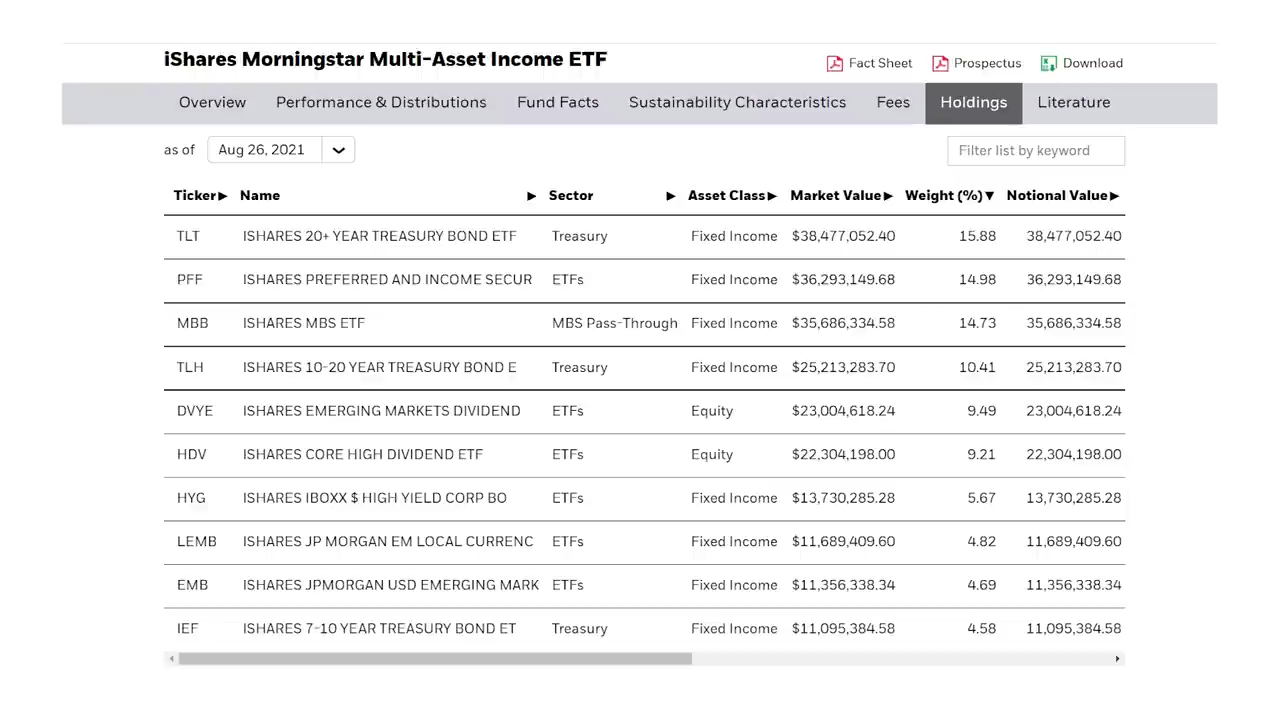 iShares Morningstar Multi-Asset Income ETF
Fact Sheet Prospectus Download
Overview Performance & Distributions Fund Facts Sustainability Characteristics Fees Holdings Literature
as of Aug 26, 2021 Filter list by keyword
Ticker▶ Name ▶ Sector ▶ Asset Class▶ Market Value▶ Weight (%)▼ Notional Value▶
TLT ISHARES 20+ YEAR TREASURY BOND ETF Treasury Fixed Income $38,477,052.40 15.88 38,477,052.40
PFF ISHARES PREFERRED AND INCOME SECUR ETFs Fixed Income $36,293,149.68 14.98 36,293,149.68
MBB ISHARES MBS ETF MBS Pass-Through Fixed Income $35,686,334.58 14.73 35,686,334.58
TLH ISHARES 10-20 YEAR TREASURY BOND E Treasury Fixed Income $25,213,283.70 10.41 25,213,283.70
DVYE ISHARES EMERGING MARKETS DIVIDEND ETFs Equity $23,004,618.24 9.49 23,004,618.24
HDV ISHARES CORE HIGH DIVIDEND ETF ETFs Equity $22,304,198.00 9.21 22,304,198.00
HYG ISHARES IBOXX $ HIGH YIELD CORP BO ETFs Fixed Income $13,730,285.28 5.67 13,730,285.28
LEMB ISHARES JP MORGAN EM LOCAL CURRENC ETFs Fixed Income $11,689,409.60 4.82 11,689,409.60
EMB ISHARES JPMORGAN USD EMERGING MARK ETFs Fixed Income $11,356,338.34 4.69 11,356,338.34
IEF ISHARES 7-10 YEAR TREASURY BOND ET Treasury Fixed Income $11,095,384.58 4.58 11,095,384.58